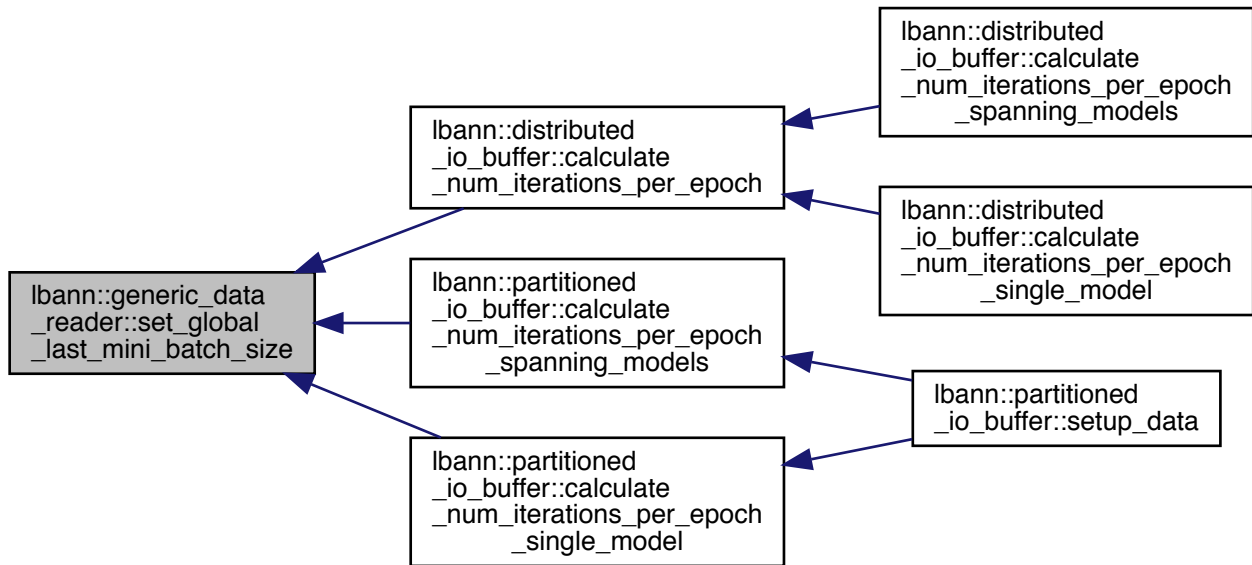 lbann::generic_data
_reader::set_global
_last_mini_batch_size
lbann::distributed
_io_buffer::calculate
_num_iterations_per_epoch
lbann::distributed
_io_buffer::calculate
_num_iterations_per_epoch
_spanning_models
lbann::distributed
_io_buffer::calculate
_num_iterations_per_epoch
_single_model
lbann::partitioned
_io_buffer::calculate
_num_iterations_per_epoch
_spanning_models
lbann::partitioned
_io_buffer::setup_data
lbann::partitioned
_io_buffer::calculate
_num_iterations_per_epoch
_single_model